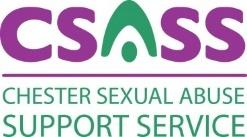 CSASS
CHESTER SEXUAL ABUSE
SUPPORT SERVICE